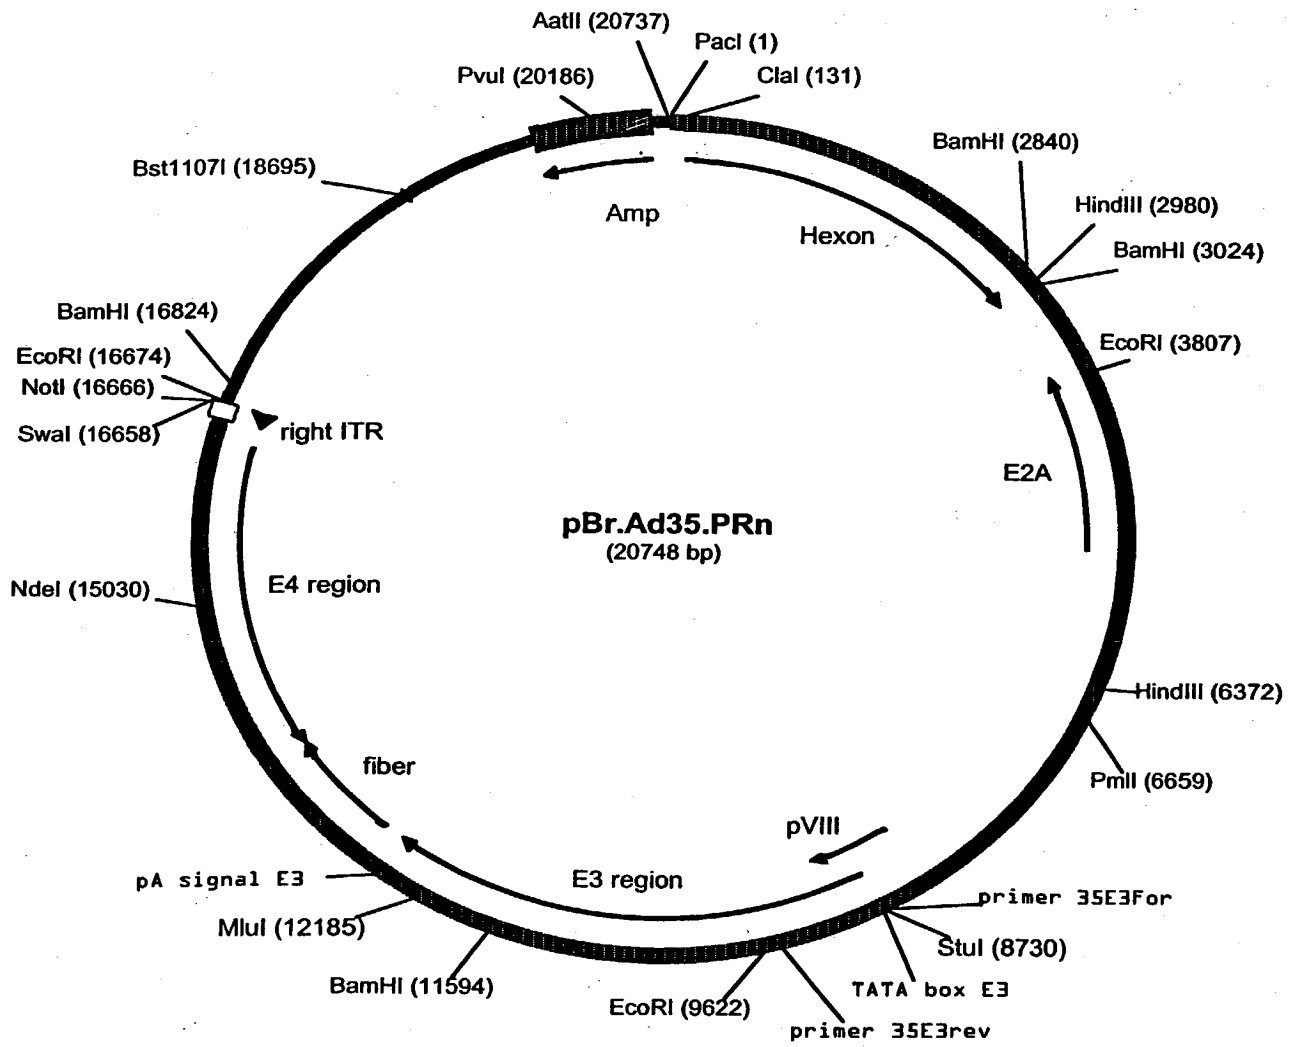 AatII (20737)
PacI (1)
PvuI (20186)
ClaI (131)
BamHI (2840)
Bst1107I (18695)
HindIII (2980)
Amp
Hexon
BamHI (3024)
BamHI (16824)
EcoRI (3807)
EcoRI (16674)
NotI (16666)
SwaI (16658)
right ITR
E2A
pBr.Ad35.PRn
(20748 bp)
E4 region
NdeI (15030)
HindIII (6372)
fiber
PmlI (6659)
pVIII
pA signal E3
E3 region
primer 35E3For
MluI (12185)
StuI (8730)
BamHI (11594)
TATA box E3
EcoRI (9622)
primer 35E3rev